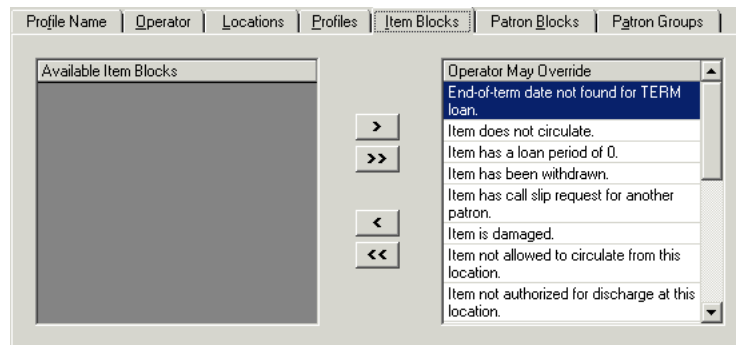 Profile Name Operator Locations Profiles Item Blocks Patron Blocks Patron Groups
Available Item Blocks
>
>>
<
<<
Operator May Override
End-of-term date not found for TERM
loan.
Item does not circulate.
Item has a loan period of 0.
Item has been withdrawn.
Item has call slip request for another
patron.
Item is damaged.
Item not allowed to circulate from this
location.
Item not authorized for discharge at this
location.